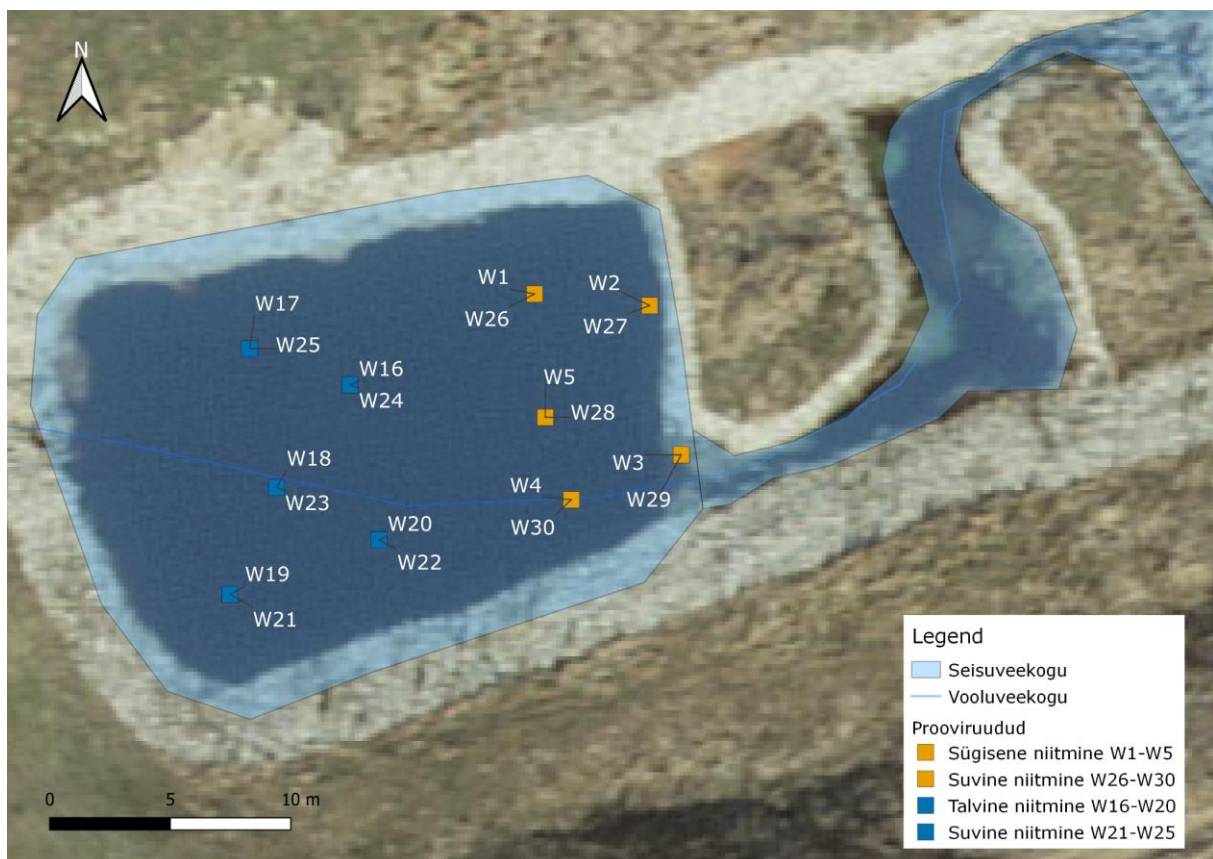 N
W1
W26
W2
W27
W17
W25
W16
W24
W5
W28
W18
W23
W3
W29
W4
W30
W20
W22
W19
W21
0 5 10 m
Legend
Seisuveekogu
Vooluveekogu
Prooviruudud
Sügisene niitmine W1-W5
Suvine niitmine W26-W30
Talvine niitmine W16-W20
Suvine niitmine W21-W25